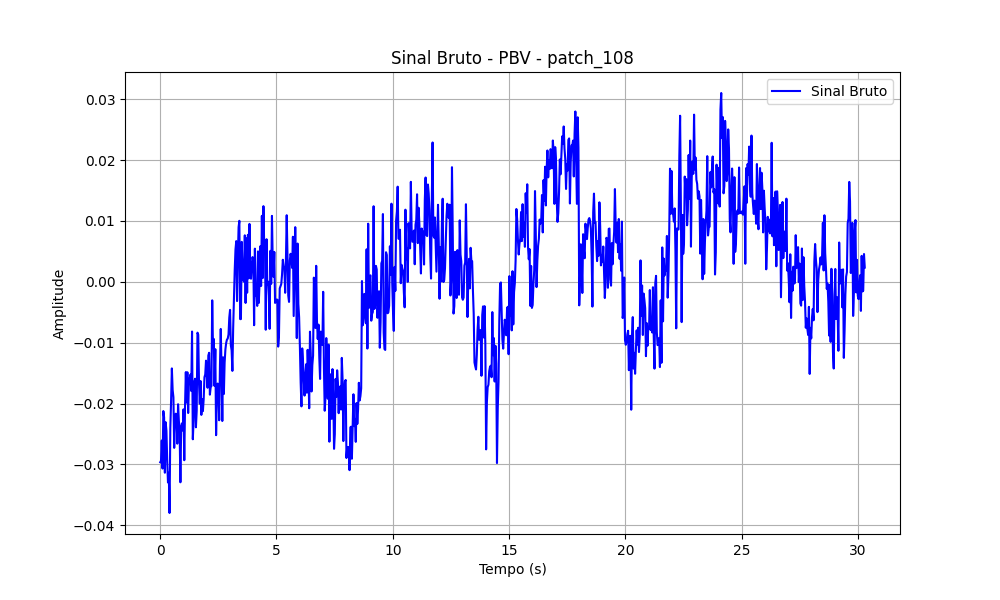 Sinal Bruto - PBV - patch_108
Sinal Bruto
0.03
0.02
0.01
0.00
−0.01
−0.02
−0.03
−0.04
Amplitude
0 5 10 15 20 25 30
Tempo (s)